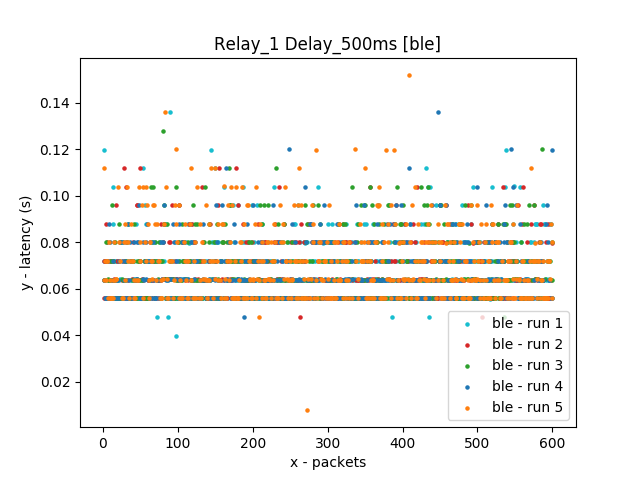 Relay_1 Delay_500ms [ble]
y - latency (s)
0.14
0.12
0.10
0.08
0.06
0.04
0.02
0
100
200
300
400
500
600
x - packets
ble - run 1
ble - run 2
ble - run 3
ble - run 4
ble - run 5